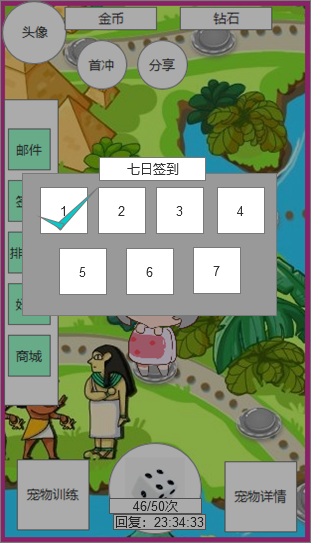 头像
金币
钻石
首冲
分享
邮件
七日签到
1
2
3
4
5
6
7
商城
宠物训练
46/50次
回复：23:34:33
宠物详情